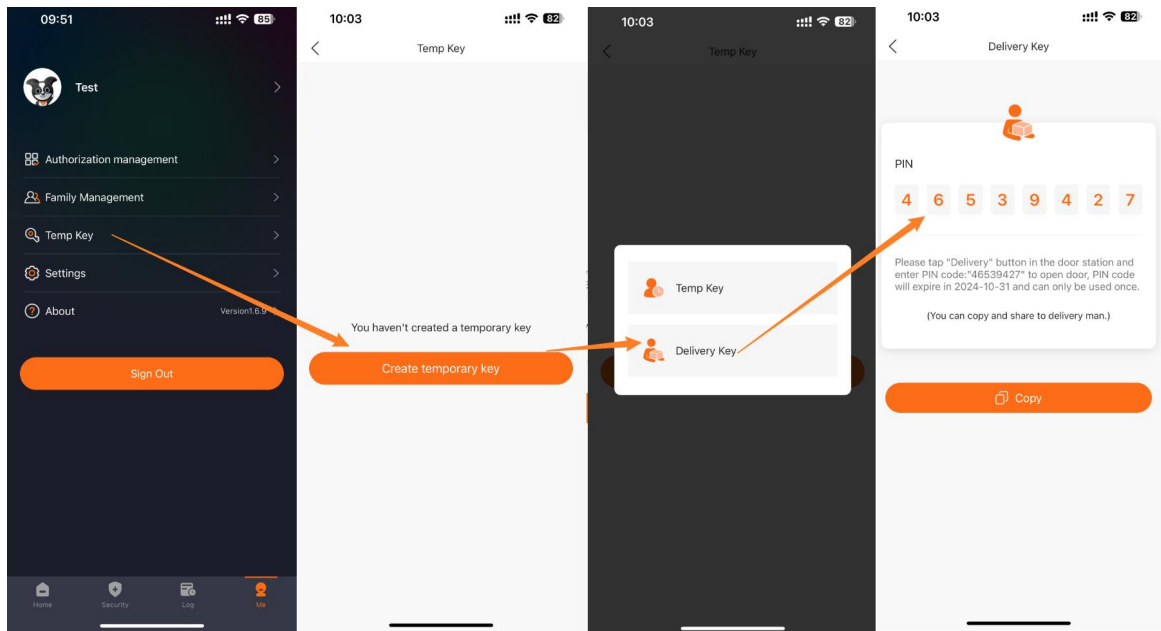 09:51
85
Test
Authorization management
Family Management
Temp Key
Settings
About
Version1.6.9
Sign Out
Home
Security
Log
Me
10:03
82
Temp Key
You haven't created a temporary key
Create temporary key
10:03
82
Temp Key
Temp Key
Delivery Key
10:03
82
Delivery Key
PIN
4 6 5 3 9 4 2 7
Please tap "Delivery" button in the door station and
enter PIN code:"46539427" to open door, PIN code
will expire in 2024-10-31 and can only be used once.
(You can copy and share to delivery man.)
Copy